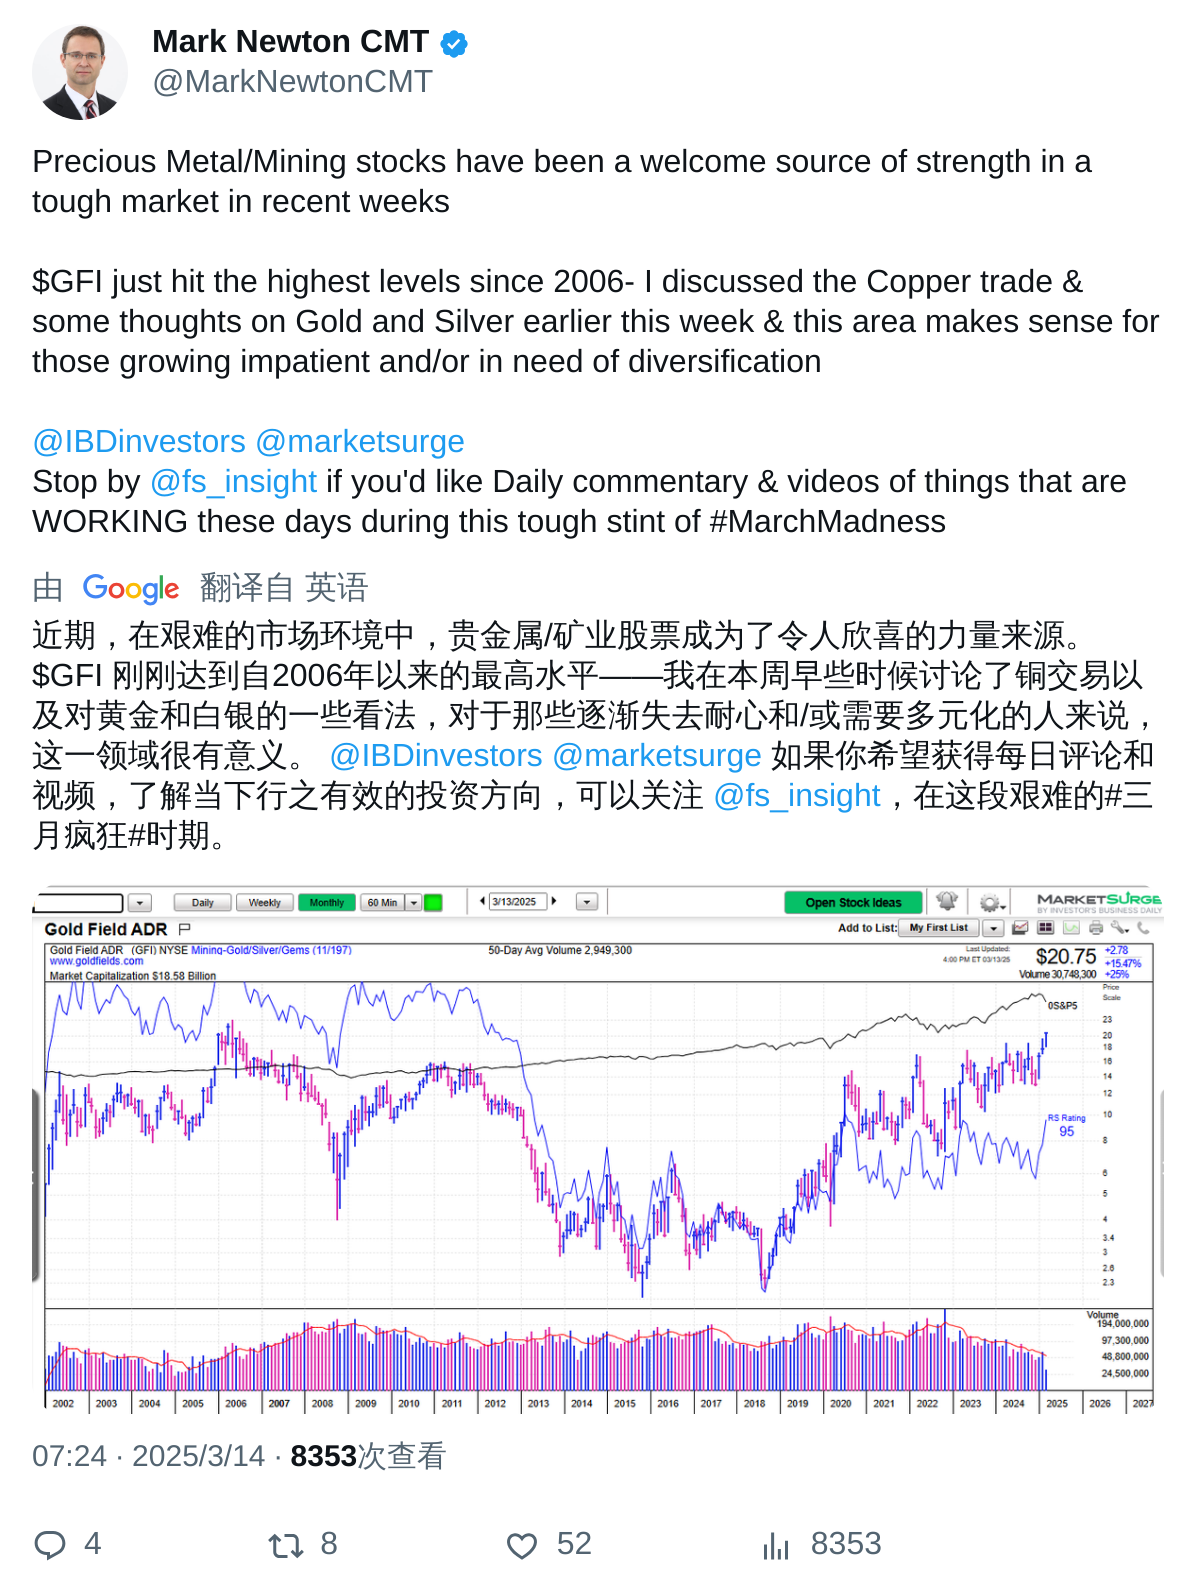 Mark Newton CMT
@MarkNewtonCMT
Precious Metal/Mining stocks have been a welcome source of strength in a
tough market in recent weeks
$GFI just hit the highest levels since 2006- I discussed the Copper trade &
some thoughts on Gold and Silver earlier this week & this area makes sense for
those growing impatient and/or in need of diversification
@IBDinvestors @marketsurge
Stop by @fs_insight if you'd like Daily commentary & videos of things that are
WORKING these days during this tough stint of #MarchMadness
由 Google 翻译自 英语
近期，在艰难的市场环境中，贵金属/矿业股票成为了令人欣喜的力量来源。
$GFI 刚刚达到自2006年以来的最高水平——我在本周早些时候讨论了铜交易以
及对黄金和白银的一些看法，对于那些逐渐失去耐心和/或需要多元化的人来说，
这一领域很有意义。 @IBDinvestors @marketsurge 如果你希望获得每日评论和
视频，了解当下行之有效的投资方向，可以关注 @fs_insight，在这段艰难的#三
月疯狂#时期。
Daily Weekly Monthly 60 Min 3/13/2025 Open Stock Ideas MARKETSURGE
BY INVESTOR'S BUSINESS DAILY
Gold Field ADR Add to List: My First List
Gold Field ADR (GFI) NYSE Mining-Gold/Silver/Gems (11/197) 50-Day Avg Volume 2,949,300 Last Updated: $20.75 +2.78
www.goldfields.com 4:00 PM ET 03/13/25 +15.47%
Market Capitalization $18.58 Billion Volume 30,748,300 +25%
Price
Scale
0S&P5
23
20
18
16
14
12
10
RS Rating
95
8
6
5
4
3.4
3
2.6
2.3
Volume
194,000,000
97,300,000
48,800,000
24,500,000
2002 2003 2004 2005 2006 2007 2008 2009 2010 2011 2012 2013 2014 2015 2016 2017 2018 2019 2020 2021 2022 2023 2024 2025 2026 2027
07:24 · 2025/3/14 · 8353次查看
4 8 52 8353